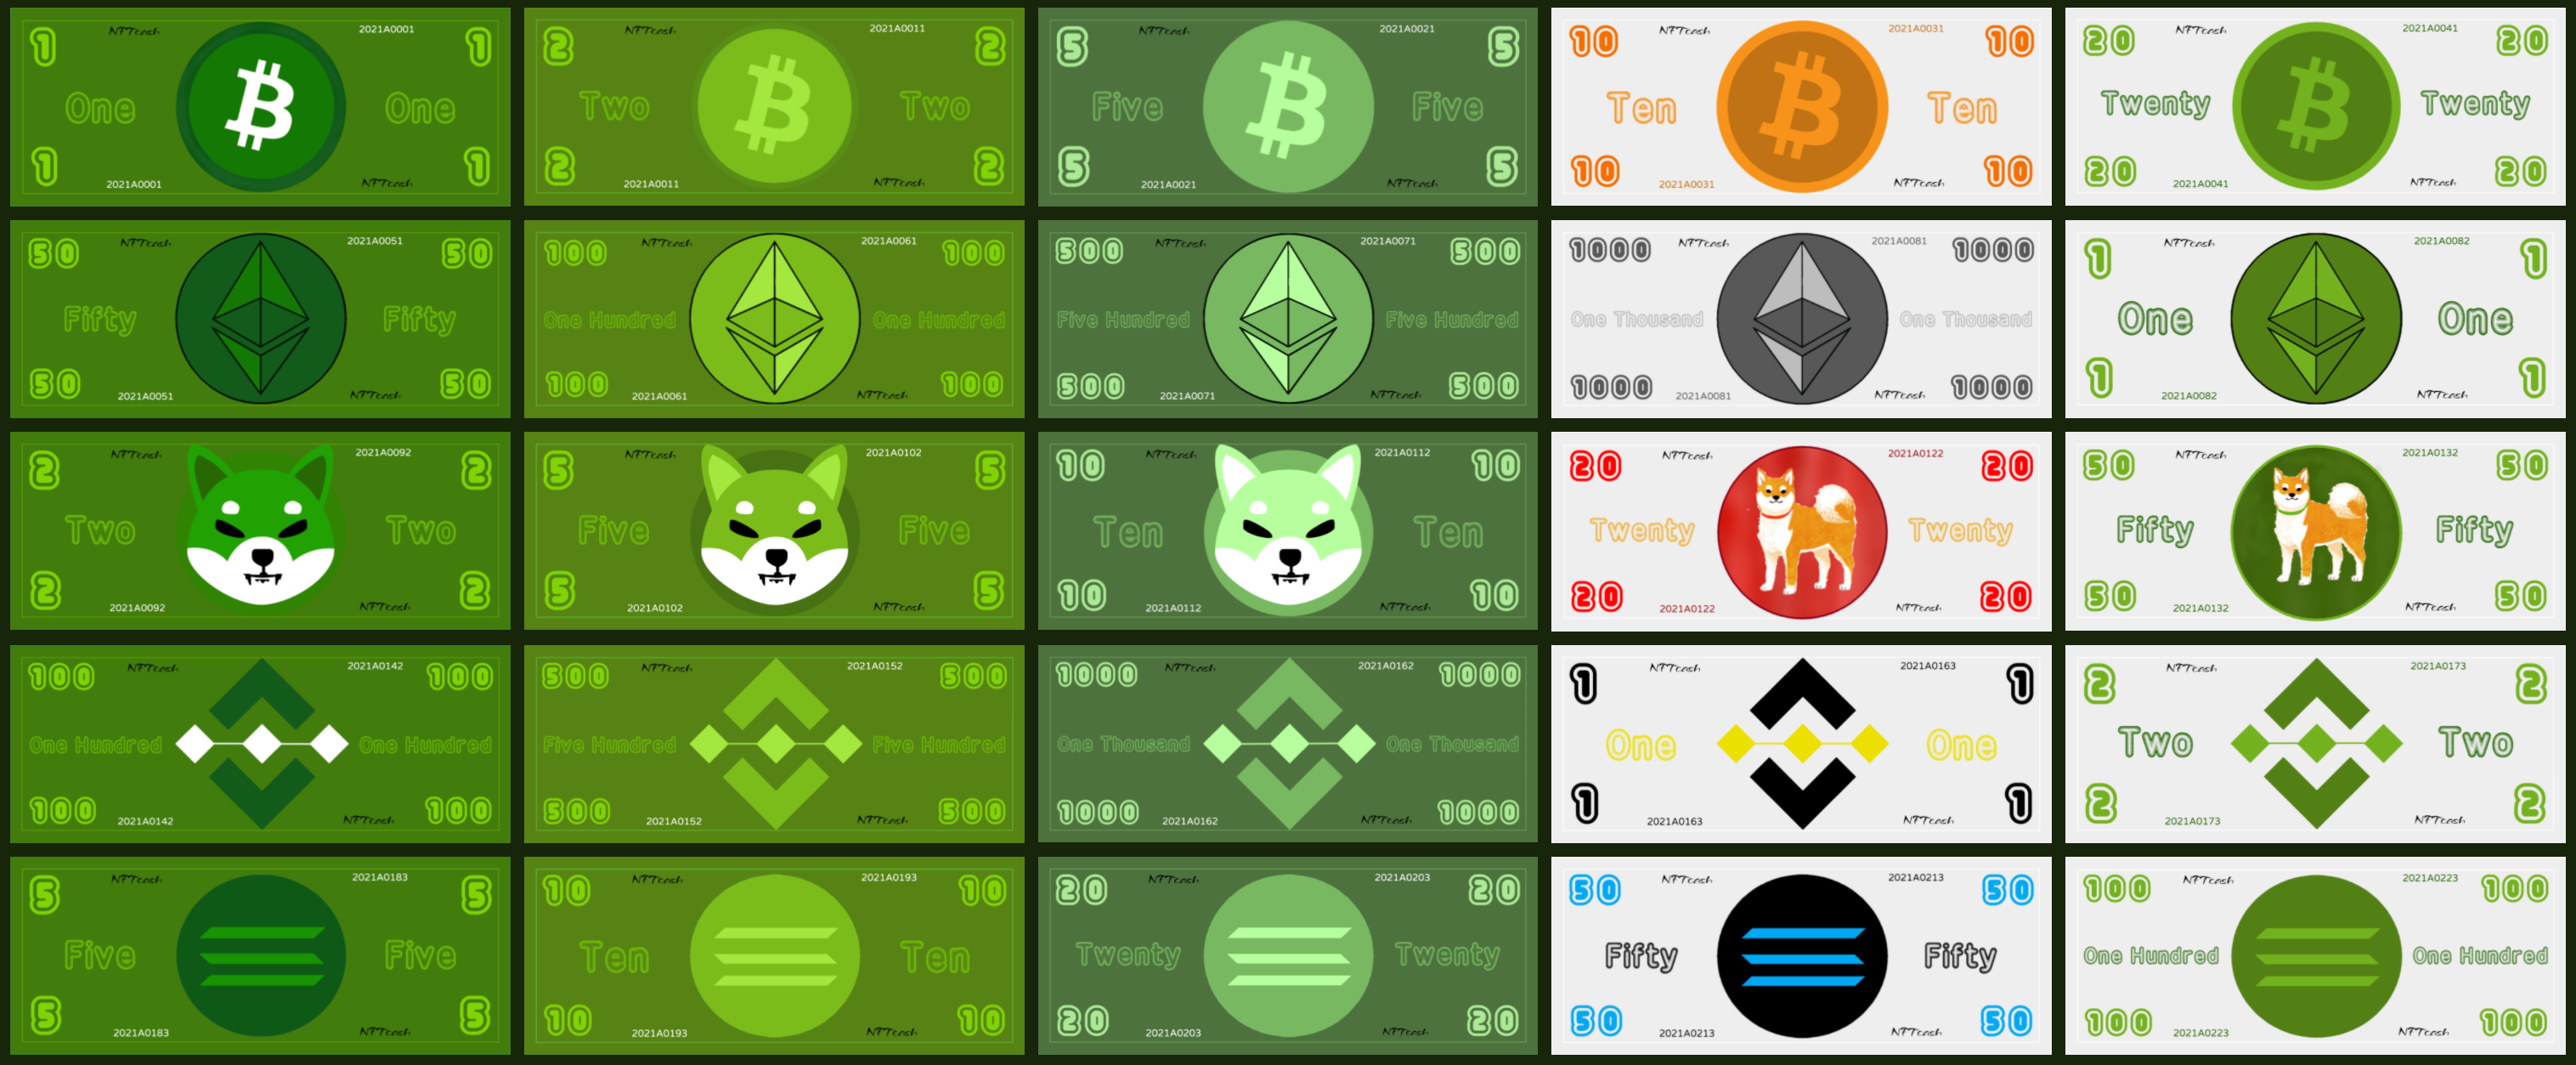 1 NFTcash 2021A0001 1
One One
1 2021A0001 NFTcash 1
2 NFTcash 2021A0011 2
Two Two
2 2021A0011 NFTcash 2
5 NFTcash 2021A0021 5
Five Five
5 2021A0021 NFTcash 5
10 NFTcash 2021A0031 10
Ten Ten
10 2021A0031 NFTcash 10
20 NFTcash 2021A0041 20
Twenty Twenty
20 2021A0041 NFTcash 20
50 NFTcash 2021A0051 50
Fifty Fifty
50 2021A0051 NFTcash 50
100 NFTcash 2021A0061 100
One Hundred One Hundred
100 2021A0061 NFTcash 100
500 NFTcash 2021A0071 500
Five Hundred Five Hundred
500 2021A0071 NFTcash 500
1000 NFTcash 2021A0081 1000
One Thousand One Thousand
1000 2021A0081 NFTcash 1000
1 NFTcash 2021A0082 1
One One
1 2021A0082 NFTcash 1
2 NFTcash 2021A0092 2
Two Two
2 2021A0092 NFTcash 2
5 NFTcash 2021A0102 5
Five Five
5 2021A0102 NFTcash 5
10 NFTcash 2021A0112 10
Ten Ten
10 2021A0112 NFTcash 10
20 NFTcash 2021A0122 20
Twenty Twenty
20 2021A0122 NFTcash 20
50 NFTcash 2021A0132 50
Fifty Fifty
50 2021A0132 NFTcash 50
100 NFTcash 2021A0142 100
One Hundred One Hundred
100 2021A0142 NFTcash 100
500 NFTcash 2021A0152 500
Five Hundred Five Hundred
500 2021A0152 NFTcash 500
1000 NFTcash 2021A0162 1000
One Thousand One Thousand
1000 2021A0162 NFTcash 1000
1 NFTcash 2021A0163 1
One One
1 2021A0163 NFTcash 1
2 NFTcash 2021A0173 2
Two Two
2 2021A0173 NFTcash 2
5 NFTcash 2021A0183 5
Five Five
5 2021A0183 NFTcash 5
10 NFTcash 2021A0193 10
Ten Ten
10 2021A0193 NFTcash 10
20 NFTcash 2021A0203 20
Twenty Twenty
20 2021A0203 NFTcash 20
50 NFTcash 2021A0213 50
Fifty Fifty
50 2021A0213 NFTcash 50
100 NFTcash 2021A0223 100
One Hundred One Hundred
100 2021A0223 NFTcash 100